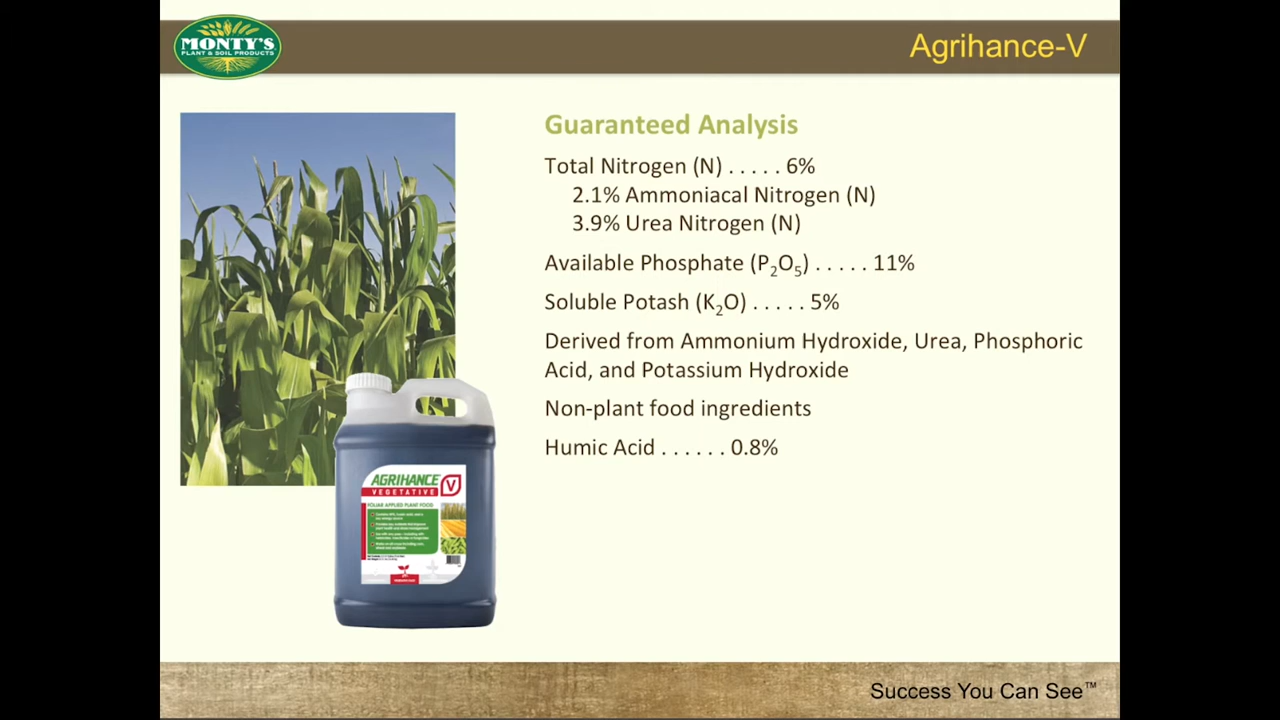 MONTY'S
PLANT & SOIL PRODUCTS
Agrihance-V
Guaranteed Analysis
Total Nitrogen (N) . . . . . 6%
2.1% Ammoniacal Nitrogen (N)
3.9% Urea Nitrogen (N)
Available Phosphate (P₂O₅) . . . . . 11%
Soluble Potash (K₂O) . . . . . 5%
Derived from Ammonium Hydroxide, Urea, Phosphoric
Acid, and Potassium Hydroxide
Non-plant food ingredients
Humic Acid . . . . . . 0.8%
AGRIHANCE
VEGETATIVE V
FOLIAR APPLIED PLANT FOOD
Success You Can See™